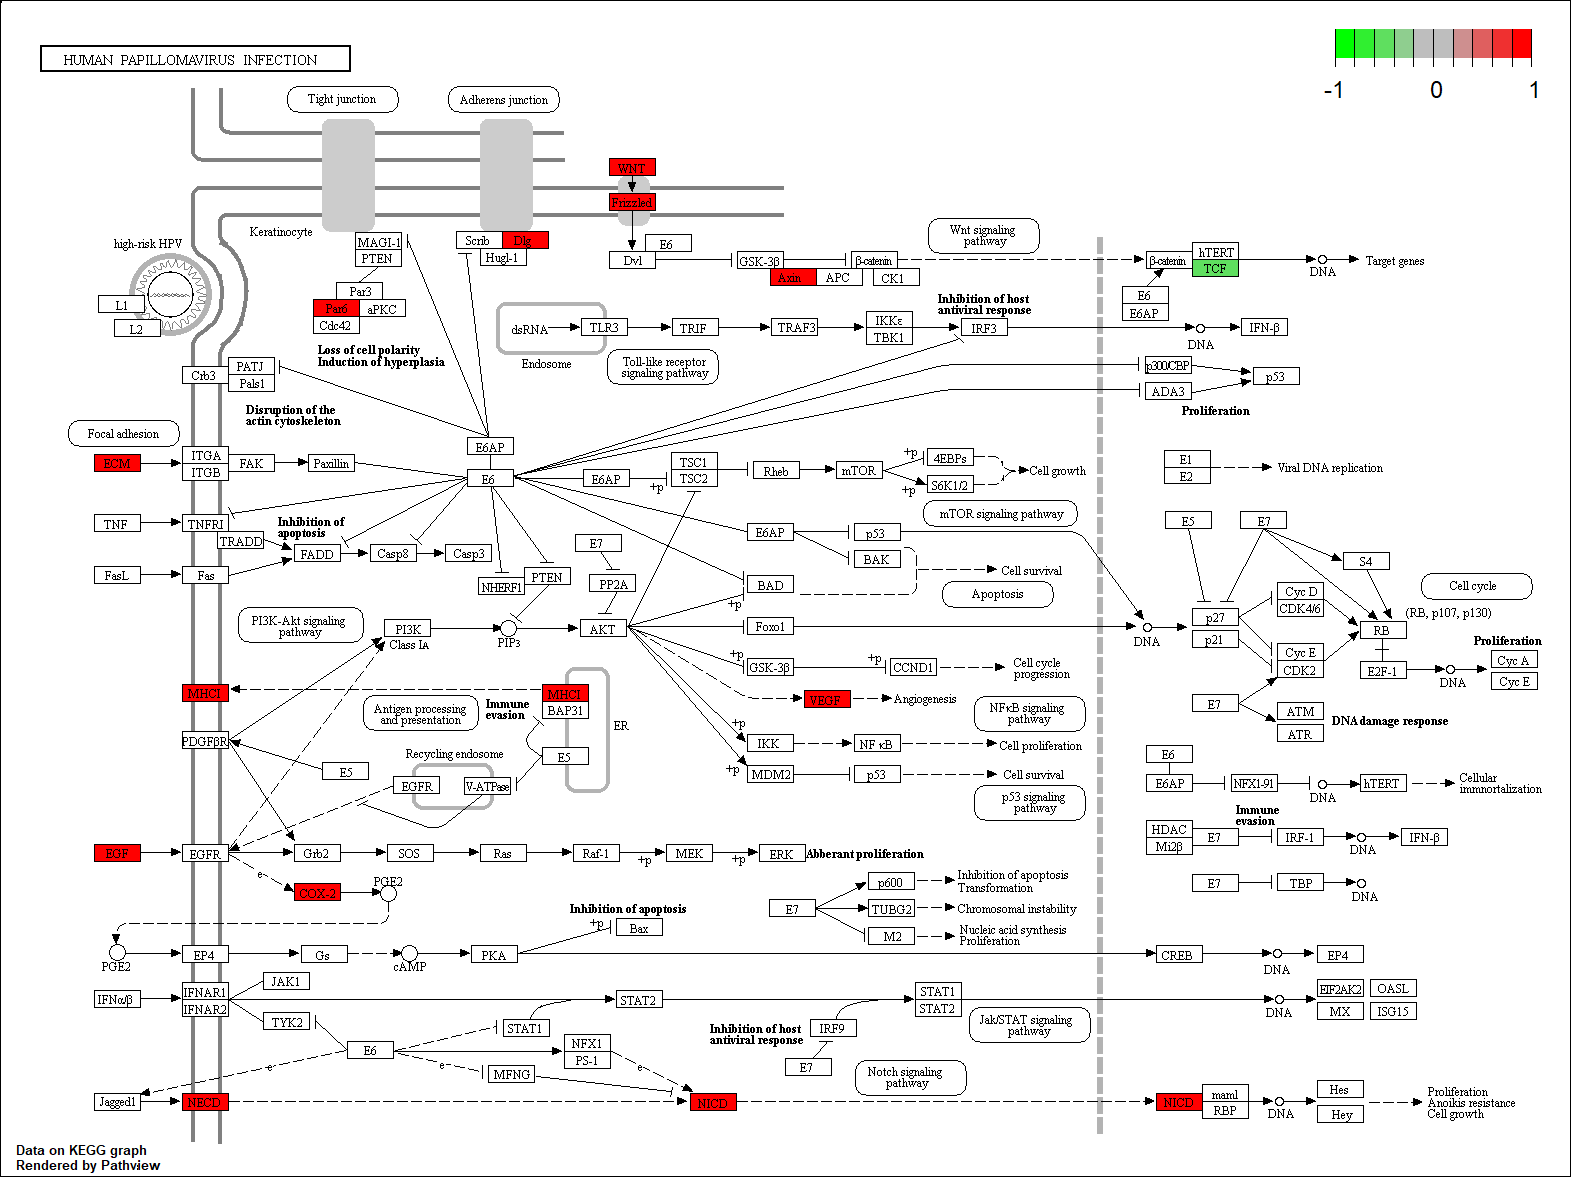 HUMAN PAPILLOMAVIRUS INFECTION
-1 0 1
Tight junction
Adherens junction
WNT
Frizzled
Keratinocyte
high-risk HPV
L1
L2
MAGI-1
PTEN
Scrib
Dlg
Hugl-1
Dvl
E6
GSK-3β
β-catenin
Axin
APC
CK1
Wnt signaling
pathway
β-catenin
hTERT
TCF
DNA
Target genes
E6
E6AP
Par3
Par6
aPKC
Cdc42
Loss of cell polarity
Induction of hyperplasia
dsRNA
TLR3
TRIF
TRAF3
IKKε
TBK1
Inhibition of host
antiviral response
IRF3
DNA
IFN-β
Endosome
Toll-like receptor
signaling pathway
Crb3
PATJ
Pals1
p300/CBP
ADA3
p53
Proliferation
Disruption of the
actin cytoskeleton
Focal adhesion
ECM
ITGA
ITGB
FAK
Paxillin
E6AP
E6
E6AP
+p
TSC1
TSC2
Rheb
mTOR
+p
+p
4EBPs
S6K1/2
Cell growth
mTOR signaling pathway
E1
E2
Viral DNA replication
TNF
TNFRI
TRADD
Inhibition of
apoptosis
FADD
Casp8
Casp3
FasL
Fas
NHERF1
PTEN
E7
PP2A
E6AP
p53
BAK
BAD
+p
Cell survival
Apoptosis
E5
E7
S4
p27
p21
Cyc D
CDK4/6
Cyc E
CDK2
RB
(RB, p107, p130)
Cell cycle
Proliferation
E2F-1
DNA
Cyc A
Cyc E
PI3K-Akt signaling
pathway
PI3K
Class IA
PIP3
AKT
Foxo1
DNA
+p
GSK-3β
+p
CCND1
Cell cycle
progression
MHCI
MHCI
BAP31
Antigen processing
and presentation
Immune
evasion
ER
VEGF
Angiogenesis
NFκB signaling
pathway
E7
ATM
ATR
DNA damage response
PDGFβR
E5
Recycling endosome
EGFR
V-ATPase
E5
+p
IKK
NFκB
Cell proliferation
+p
MDM2
p53
Cell survival
p53 signaling
pathway
E6
E6AP
NFX1-91
DNA
hTERT
Cellular
immnortalization
Immune
evasion
HDAC
Mi2β
E7
IRF-1
DNA
IFN-β
EGF
EGFR
Grb2
SOS
Ras
Raf-1
+p
MEK
+p
ERK
Abberant proliferation
E7
TBP
DNA
e
COX-2
PGE2
E7
p600
TUBG2
M2
Inhibition of apoptosis
Transformation
Chromosomal instability
Nucleic acid synthesis
Proliferation
Inhibition of apoptosis
+p
Bax
PGE2
EP4
Gs
cAMP
PKA
CREB
DNA
EP4
IFNα/β
IFNAR1
IFNAR2
JAK1
TYK2
STAT2
STAT1
STAT1
STAT2
DNA
EIF2AK2
OASL
MX
ISG15
E6
NFX1
PS-1
Inhibition of host
antiviral response
IRF9
E7
Jak/STAT signaling
pathway
Notch signaling
pathway
e
e
MFNG
e
Jagged1
NECD
NICD
NICD
maml
RBP
DNA
Hes
Hey
Proliferation
Anoikis resistance
Cell growth
Data on KEGG graph
Rendered by Pathview